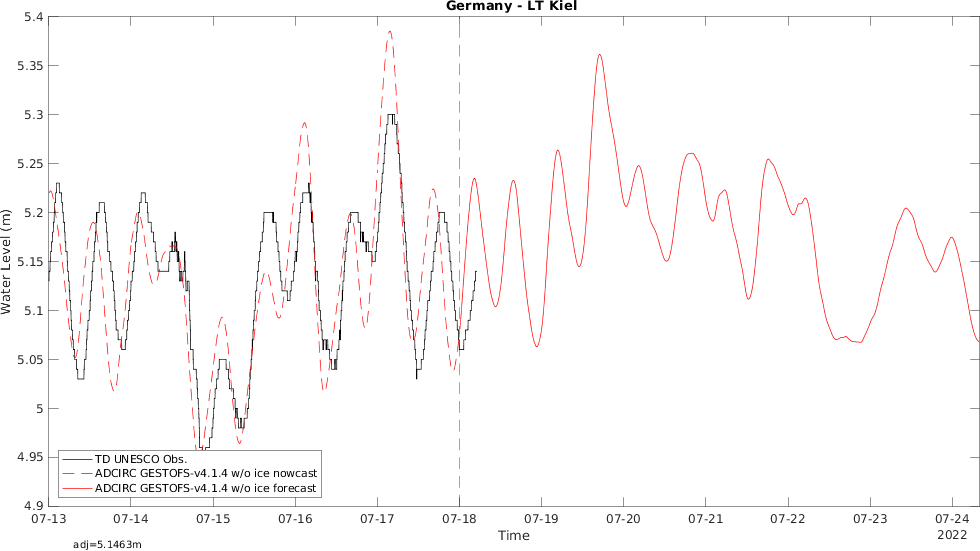 Germany - LT Kiel
Water Level (m)
5.4
5.35
5.3
5.25
5.2
5.15
5.1
5.05
5
4.95
4.9
TD UNESCO Obs.
ADCIRC GESTOFS-v4.1.4 w/o ice nowcast
ADCIRC GESTOFS-v4.1.4 w/o ice forecast
07-13 07-14 07-15 07-16 07-17 07-18 07-19 07-20 07-21 07-22 07-23 07-24
Time
2022
adj=5.1463m